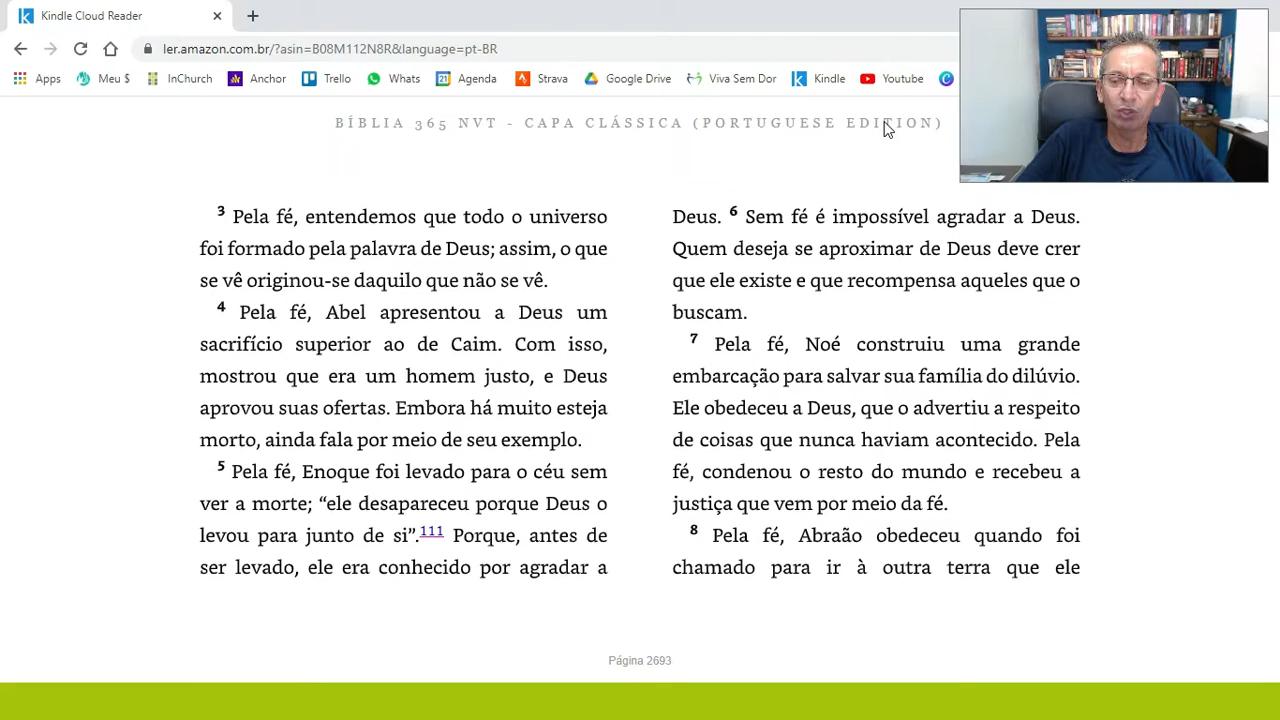 Kindle Cloud Reader
ler.amazon.com.br/?asin=B08M112N8R&language=pt-BR
Apps Meu $ InChurch Anchor Trello Whats Agenda Strava Google Drive Viva Sem Dor Kindle Youtube
BÍBLIA 365 NVT - CAPA CLÁSSICA (PORTUGUESE EDITION)
3 Pela fé, entendemos que todo o universo
foi formado pela palavra de Deus; assim, o que
se vê originou-se daquilo que não se vê.
4 Pela fé, Abel apresentou a Deus um
sacrifício superior ao de Caim. Com isso,
mostrou que era um homem justo, e Deus
aprovou suas ofertas. Embora há muito esteja
morto, ainda fala por meio de seu exemplo.
5 Pela fé, Enoque foi levado para o céu sem
ver a morte; “ele desapareceu porque Deus o
levou para junto de si”.111 Porque, antes de
ser levado, ele era conhecido por agradar a
Deus. 6 Sem fé é impossível agradar a Deus.
Quem deseja se aproximar de Deus deve crer
que ele existe e que recompensa aqueles que o
buscam.
7 Pela fé, Noé construiu uma grande
embarcação para salvar sua família do dilúvio.
Ele obedeceu a Deus, que o advertiu a respeito
de coisas que nunca haviam acontecido. Pela
fé, condenou o resto do mundo e recebeu a
justiça que vem por meio da fé.
8 Pela fé, Abraão obedeceu quando foi
chamado para ir à outra terra que ele
Página 2693